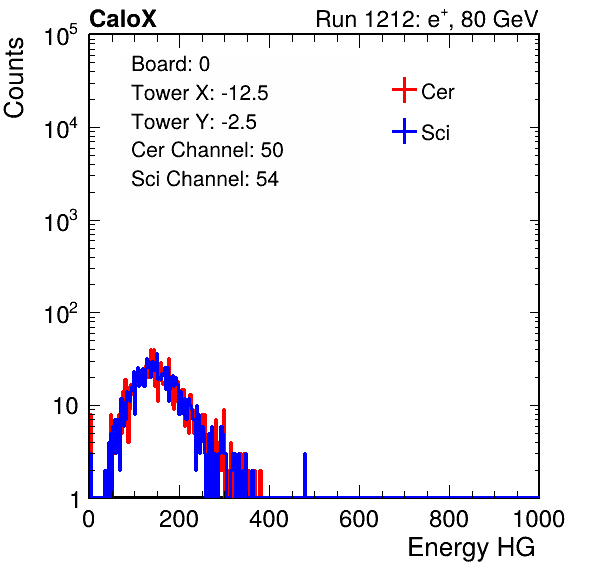 CaloX Run 1212: e⁺, 80 GeV
Counts
Board: 0
Tower X: -12.5
Tower Y: -2.5
Cer Channel: 50
Sci Channel: 54
Cer
Sci
10⁵
10⁴
10³
10²
10
1
0 200 400 600 800 1000
Energy HG